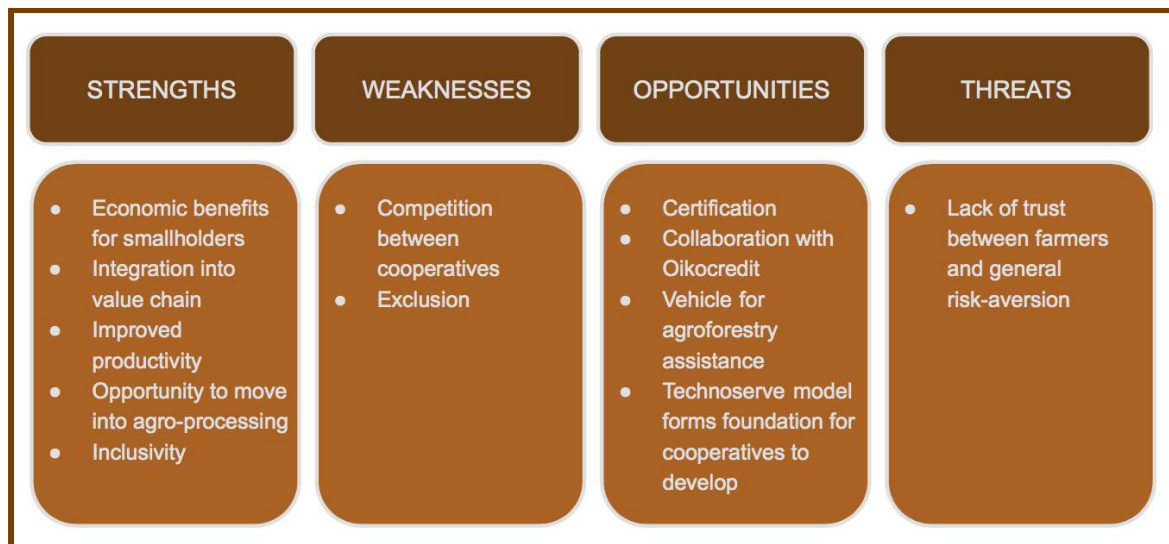 STRENGTHS
WEAKNESSES
OPPORTUNITIES
THREATS
● Economic benefits
for smallholders
● Integration into
value chain
● Improved
productivity
● Opportunity to move
into agro-processing
● Inclusivity
● Competition
between
cooperatives
● Exclusion
● Certification
● Collaboration with
Oikocredit
● Vehicle for
agroforestry
assistance
● Technoserve model
forms foundation for
cooperatives to
develop
● Lack of trust
between farmers
and general
risk-aversion